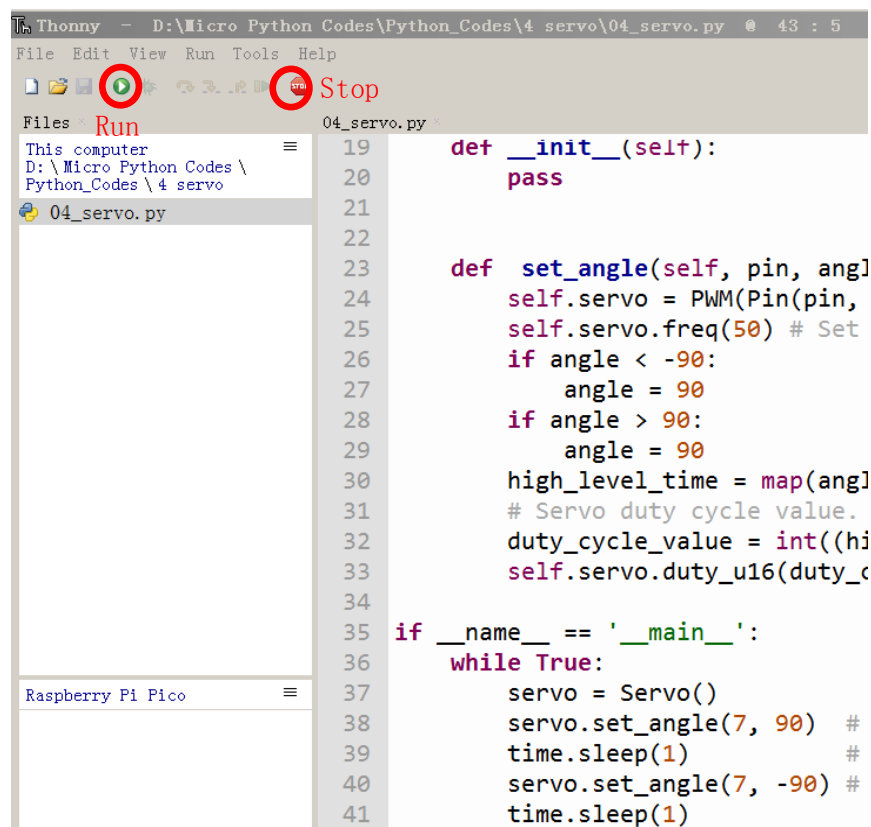 Thonny - D:\Micro Python Codes\Python_Codes\4 servo\04_servo.py @ 43 : 5
File Edit View Run Tools Help
Stop
Run
Files
04_servo.py
This computer
D: \ Micro Python Codes \
Python_Codes \ 4 servo
04_servo.py
Raspberry Pi Pico
19 def __init__(self):
20 pass
21
22
23 def set_angle(self, pin, angl
24 self.servo = PWM(Pin(pin,
25 self.servo.freq(50) # Set
26 if angle < -90:
27 angle = 90
28 if angle > 90:
29 angle = 90
30 high_level_time = map(angl
31 # Servo duty cycle value.
32 duty_cycle_value = int((hi
33 self.servo.duty_u16(duty_c
34
35 if __name__ == '__main__':
36 while True:
37 servo = Servo()
38 servo.set_angle(7, 90) #
39 time.sleep(1) #
40 servo.set_angle(7, -90) #
41 time.sleep(1)